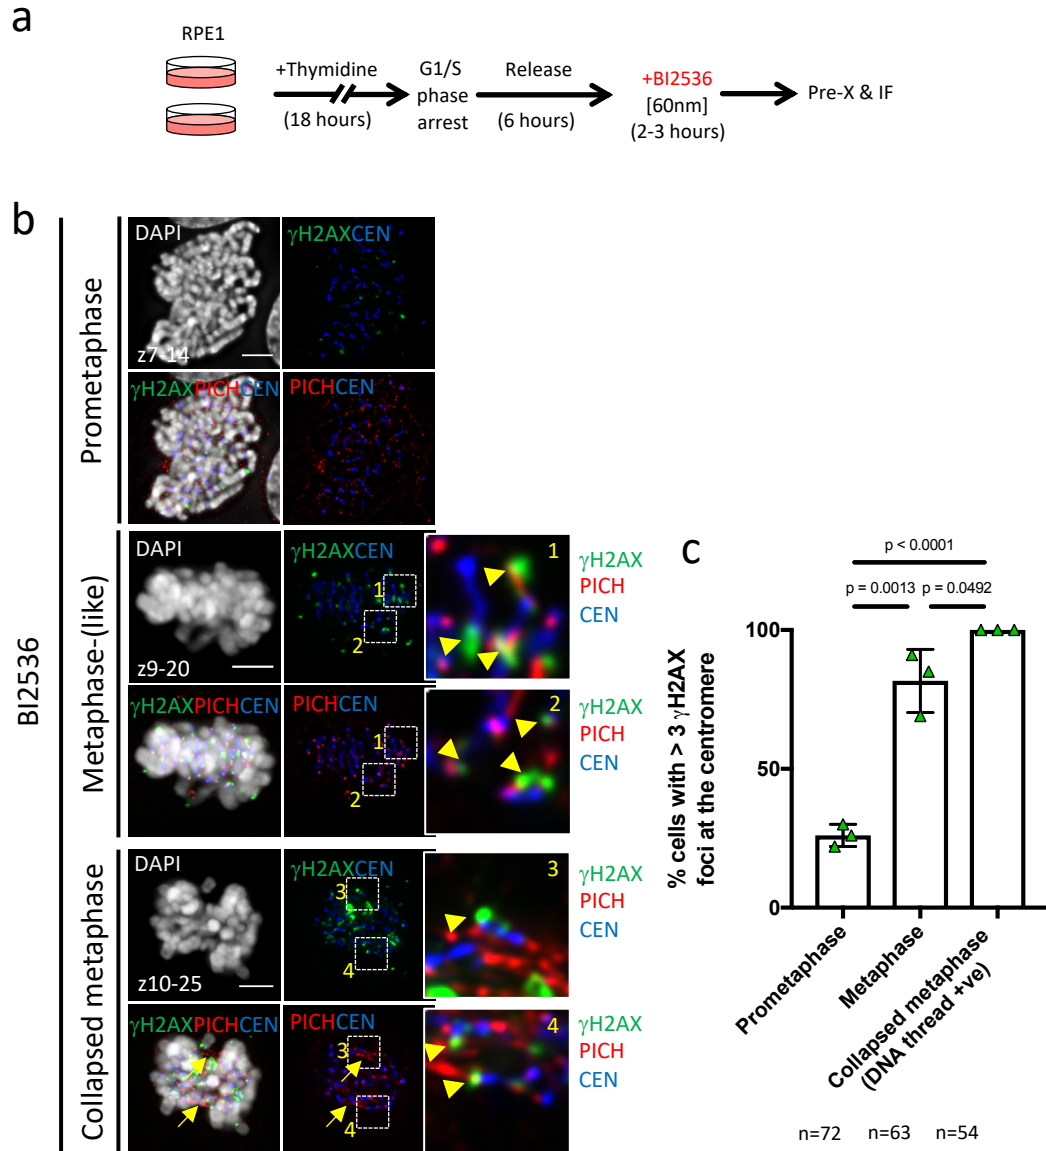 a
RPE1
+Thymidine
(18 hours)
G1/S
phase
arrest
Release
(6 hours)
+BI2536
[60nm]
(2-3 hours)
Pre-X & IF
b
BI2536
Prometaphase
DAPI
z7-14
γH2AXCEN
γH2AXPICHCEN
PICHCEN
Metaphase-(like)
DAPI
z9-20
γH2AXCEN
1
2
1
γH2AX
PICH
CEN
γH2AXPICHCEN
PICHCEN
1
2
2
γH2AX
PICH
CEN
Collapsed metaphase
DAPI
z10-25
γH2AXCEN
3
4
3
γH2AX
PICH
CEN
γH2AXPICHCEN
PICHCEN
3
4
4
γH2AX
PICH
CEN
c
p < 0.0001
p = 0.0013
p = 0.0492
% cells with > 3 γH2AX
foci at the centromere
100
50
0
Prometaphase
Metaphase
Collapsed metaphase
(DNA thread +ve)
n=72
n=63
n=54